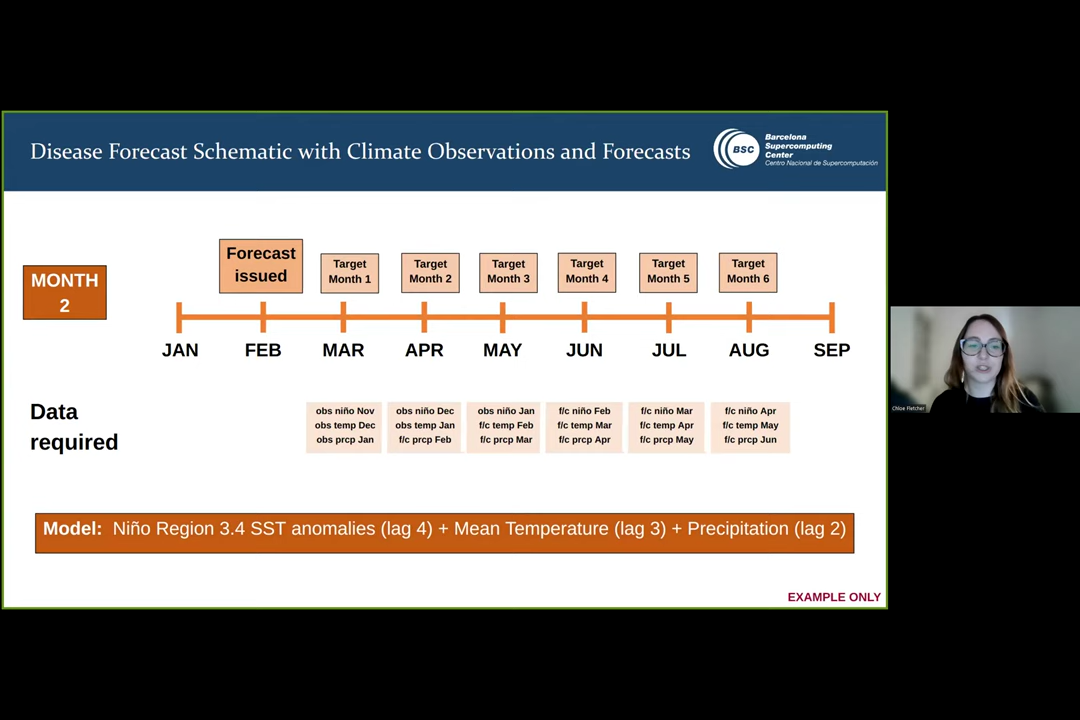 Disease Forecast Schematic with Climate Observations and Forecasts
BSC
Barcelona
Supercomputing
Center
Centro Nacional de Supercomputación
MONTH
2
Forecast
issued
Target
Month 1
Target
Month 2
Target
Month 3
Target
Month 4
Target
Month 5
Target
Month 6
JAN FEB MAR APR MAY JUN JUL AUG SEP
Data
required
obs niño Nov
obs temp Dec
obs prcp Jan
obs niño Dec
obs temp Jan
f/c prcp Feb
obs niño Jan
f/c temp Feb
f/c prcp Mar
f/c niño Feb
f/c temp Mar
f/c prcp Apr
f/c niño Mar
f/c temp Apr
f/c prcp May
f/c niño Apr
f/c temp May
f/c prcp Jun
Model: Niño Region 3.4 SST anomalies (lag 4) + Mean Temperature (lag 3) + Precipitation (lag 2)
EXAMPLE ONLY
Chloe Fletcher